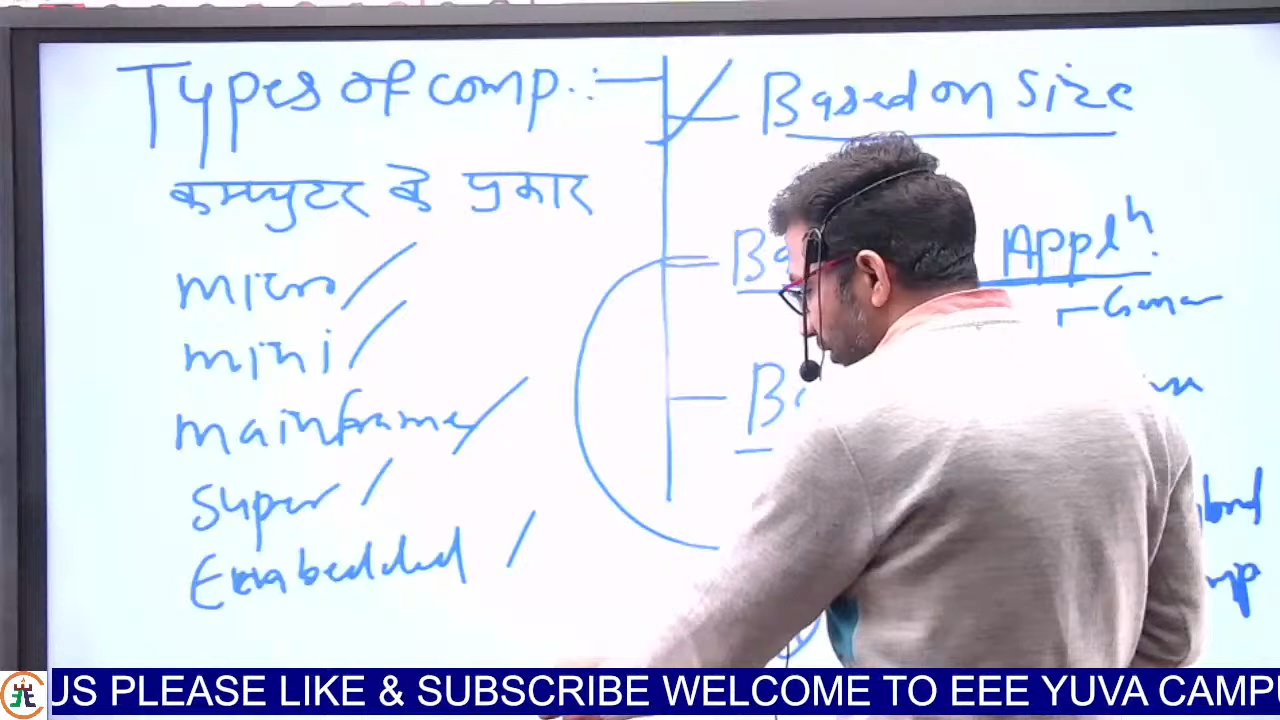 Types of comp.:
Based on Size
कम्प्युटर के प्रकार
Appl n.
micro
mini
mainframe
Super
Embedded
US PLEASE LIKE & SUBSCRIBE WELCOME TO EEE YUVA CAMP